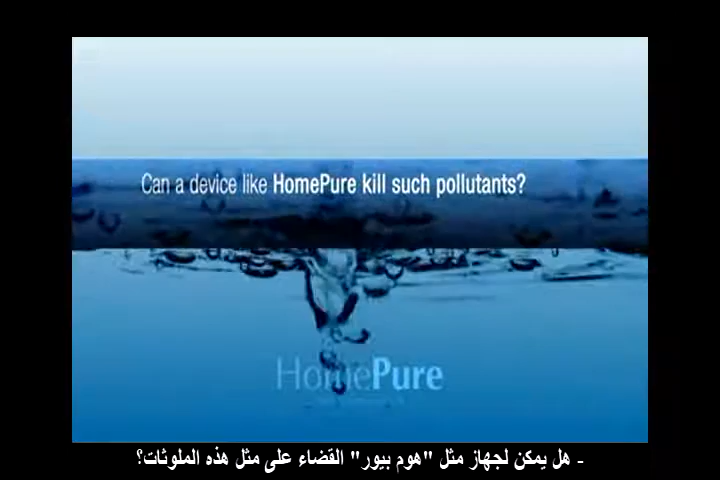 Can a device like HomePure kill such pollutants?
HomePure
- هل يمكن لجهاز مثل "هوم بيور" القضاء على مثل هذه الملوثات؟